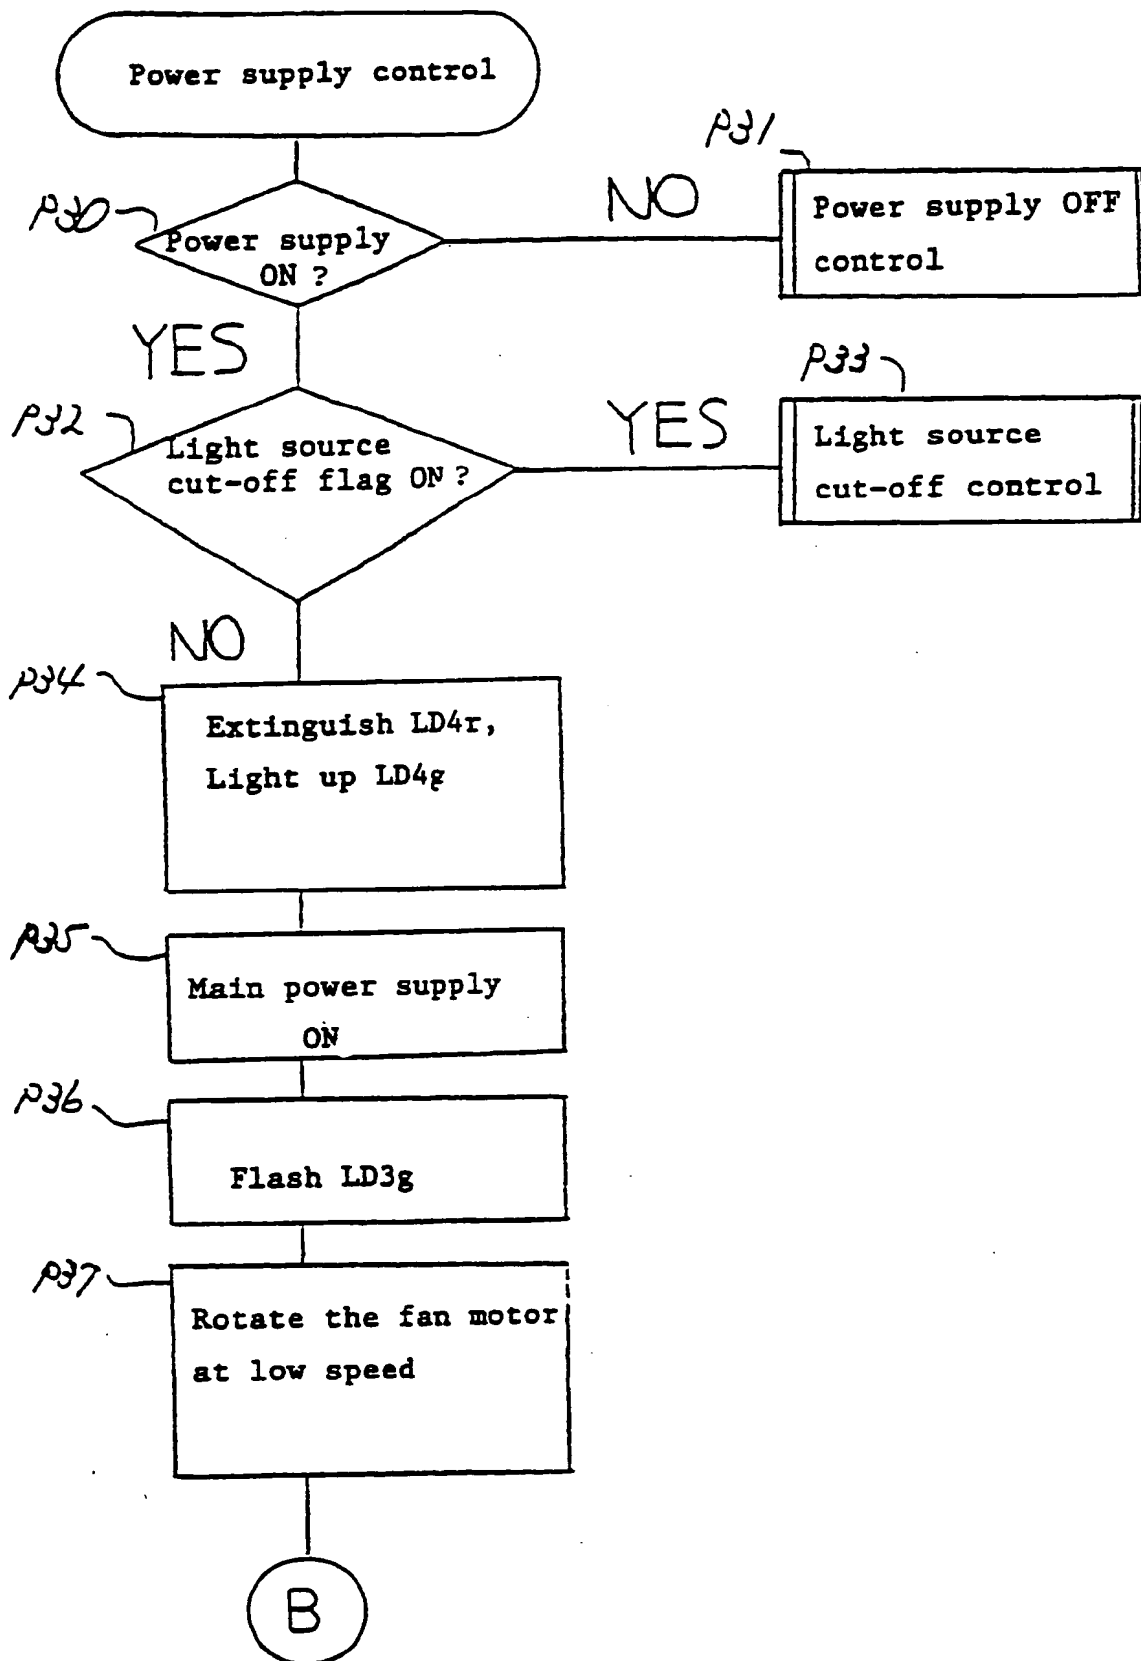 Power supply control
P31
NO
P30
Power supply
ON ?
Power supply OFF
control
YES
P33
P32
YES
Light source
cut-off flag ON ?
Light source
cut-off control
NO
P34
Extinguish LD4r,
Light up LD4g
P35
Main power supply
ON
P36
Flash LD3g
P37
Rotate the fan motor
at low speed
B